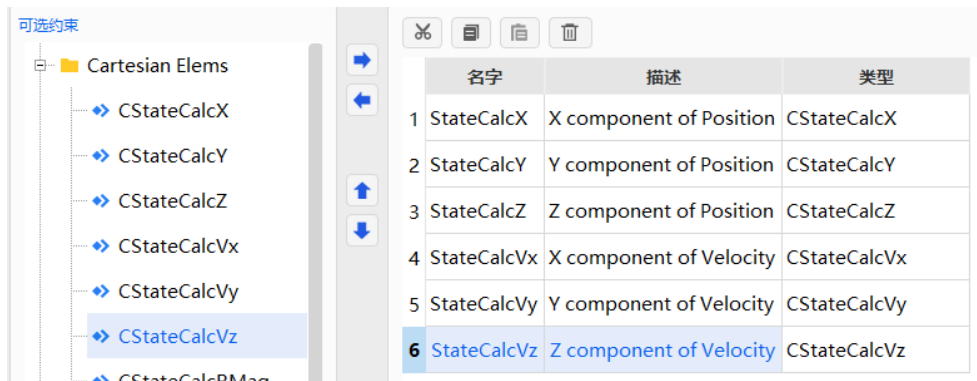 可选约束
Cartesian Elems
CStateCalcX
CStateCalcY
CStateCalcZ
CStateCalcVx
CStateCalcVy
CStateCalcVz
CStateCalcRMag
名字 描述 类型
1 StateCalcX X component of Position CStateCalcX
2 StateCalcY Y component of Position CStateCalcY
3 StateCalcZ Z component of Position CStateCalcZ
4 StateCalcVx X component of Velocity CStateCalcVx
5 StateCalcVy Y component of Velocity CStateCalcVy
6 StateCalcVz Z component of Velocity CStateCalcVz